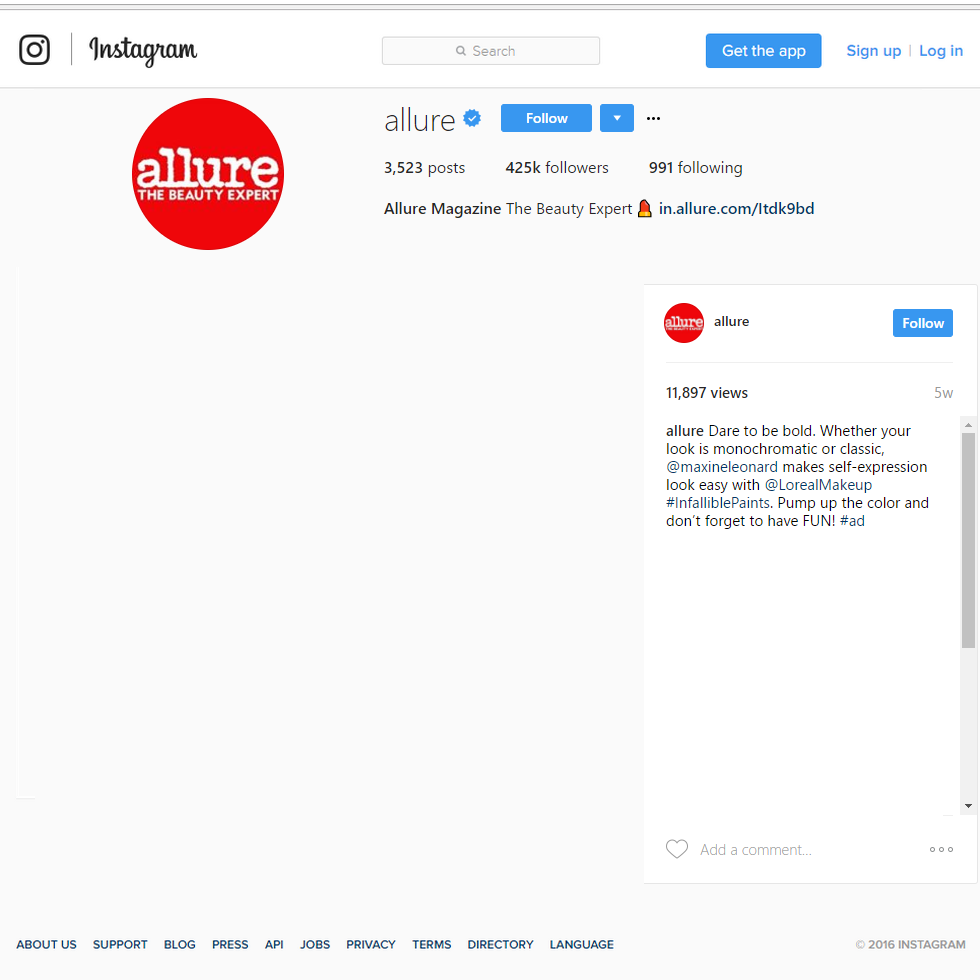 Instagram
Search
Get the app
Sign up | Log in
allure
THE BEAUTY EXPERT
allure
Follow
3,523 posts 425k followers 991 following
Allure Magazine The Beauty Expert in.allure.com/Itdk9bd
allure
THE BEAUTY EXPERT
allure
Follow
11,897 views
5w
allure Dare to be bold. Whether your
look is monochromatic or classic,
@maxineleonard makes self-expression
look easy with @LorealMakeup
#InfalliblePaints. Pump up the color and
don't forget to have FUN! #ad
Add a comment...
ABOUT US SUPPORT BLOG PRESS API JOBS PRIVACY TERMS DIRECTORY LANGUAGE
© 2016 INSTAGRAM